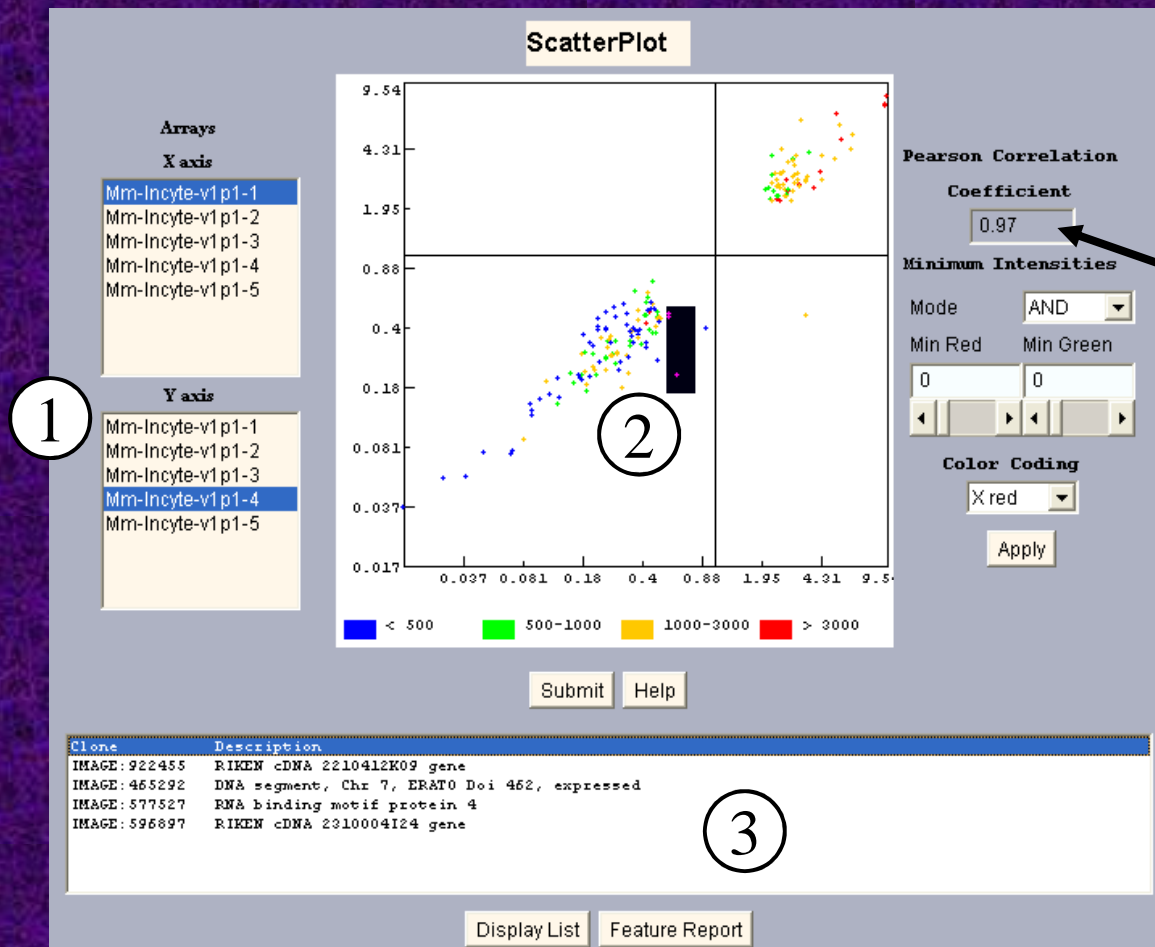 ScatterPlot
Arrays
X axis
Mm-Incyte-v1p1-1
Mm-Incyte-v1p1-2
Mm-Incyte-v1p1-3
Mm-Incyte-v1p1-4
Mm-Incyte-v1p1-5
1
Y axis
Mm-Incyte-v1p1-1
Mm-Incyte-v1p1-2
Mm-Incyte-v1p1-3
Mm-Incyte-v1p1-4
Mm-Incyte-v1p1-5
9.54
4.31
1.95
0.88
0.4
0.18
0.081
0.037
0.017
2
0.037 0.081 0.18 0.4 0.88 1.95 4.31 9.54
< 500 500-1000 1000-3000 > 3000
Pearson Correlation
Coefficient
0.97
Minimum Intensities
Mode AND
Min Red Min Green
0 0
Color Coding
X red
Apply
Submit Help
Clone Description
IMAGE:922455 RIKEN cDNA 2210412K09 gene
IMAGE:465292 DNA segment, Chr 7, ERATO Doi 462, expressed
IMAGE:577527 RNA binding motif protein 4
IMAGE:596897 RIKEN cDNA 2310004I24 gene
3
Display List Feature Report